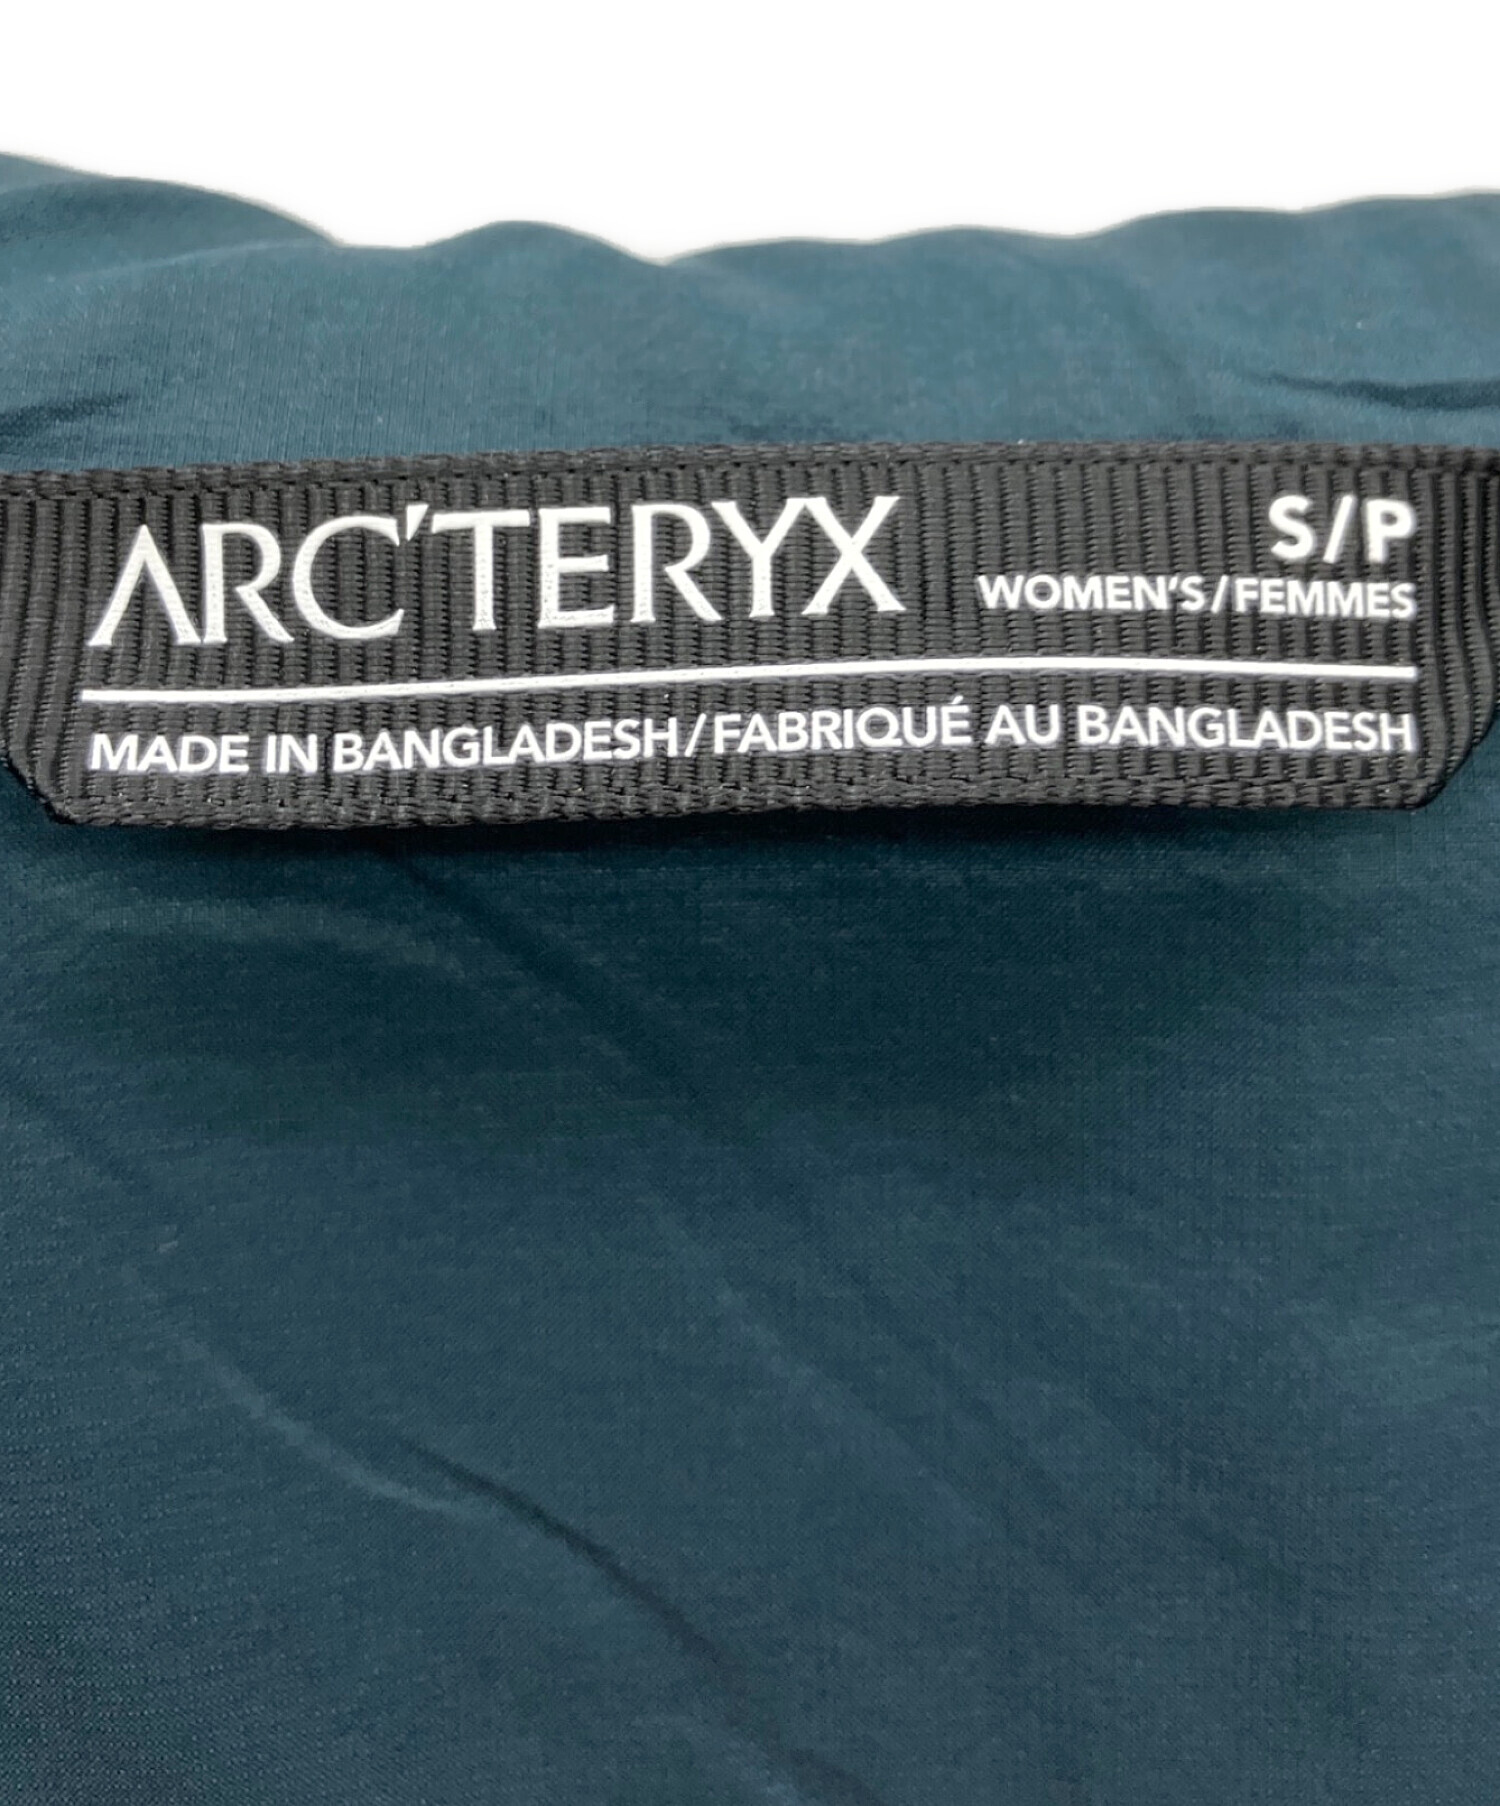 ARC'TERYX
S/P
WOMEN'S/FEMMES
MADE IN BANGLADESH/FABRIQUÉ AU BANGLADESH